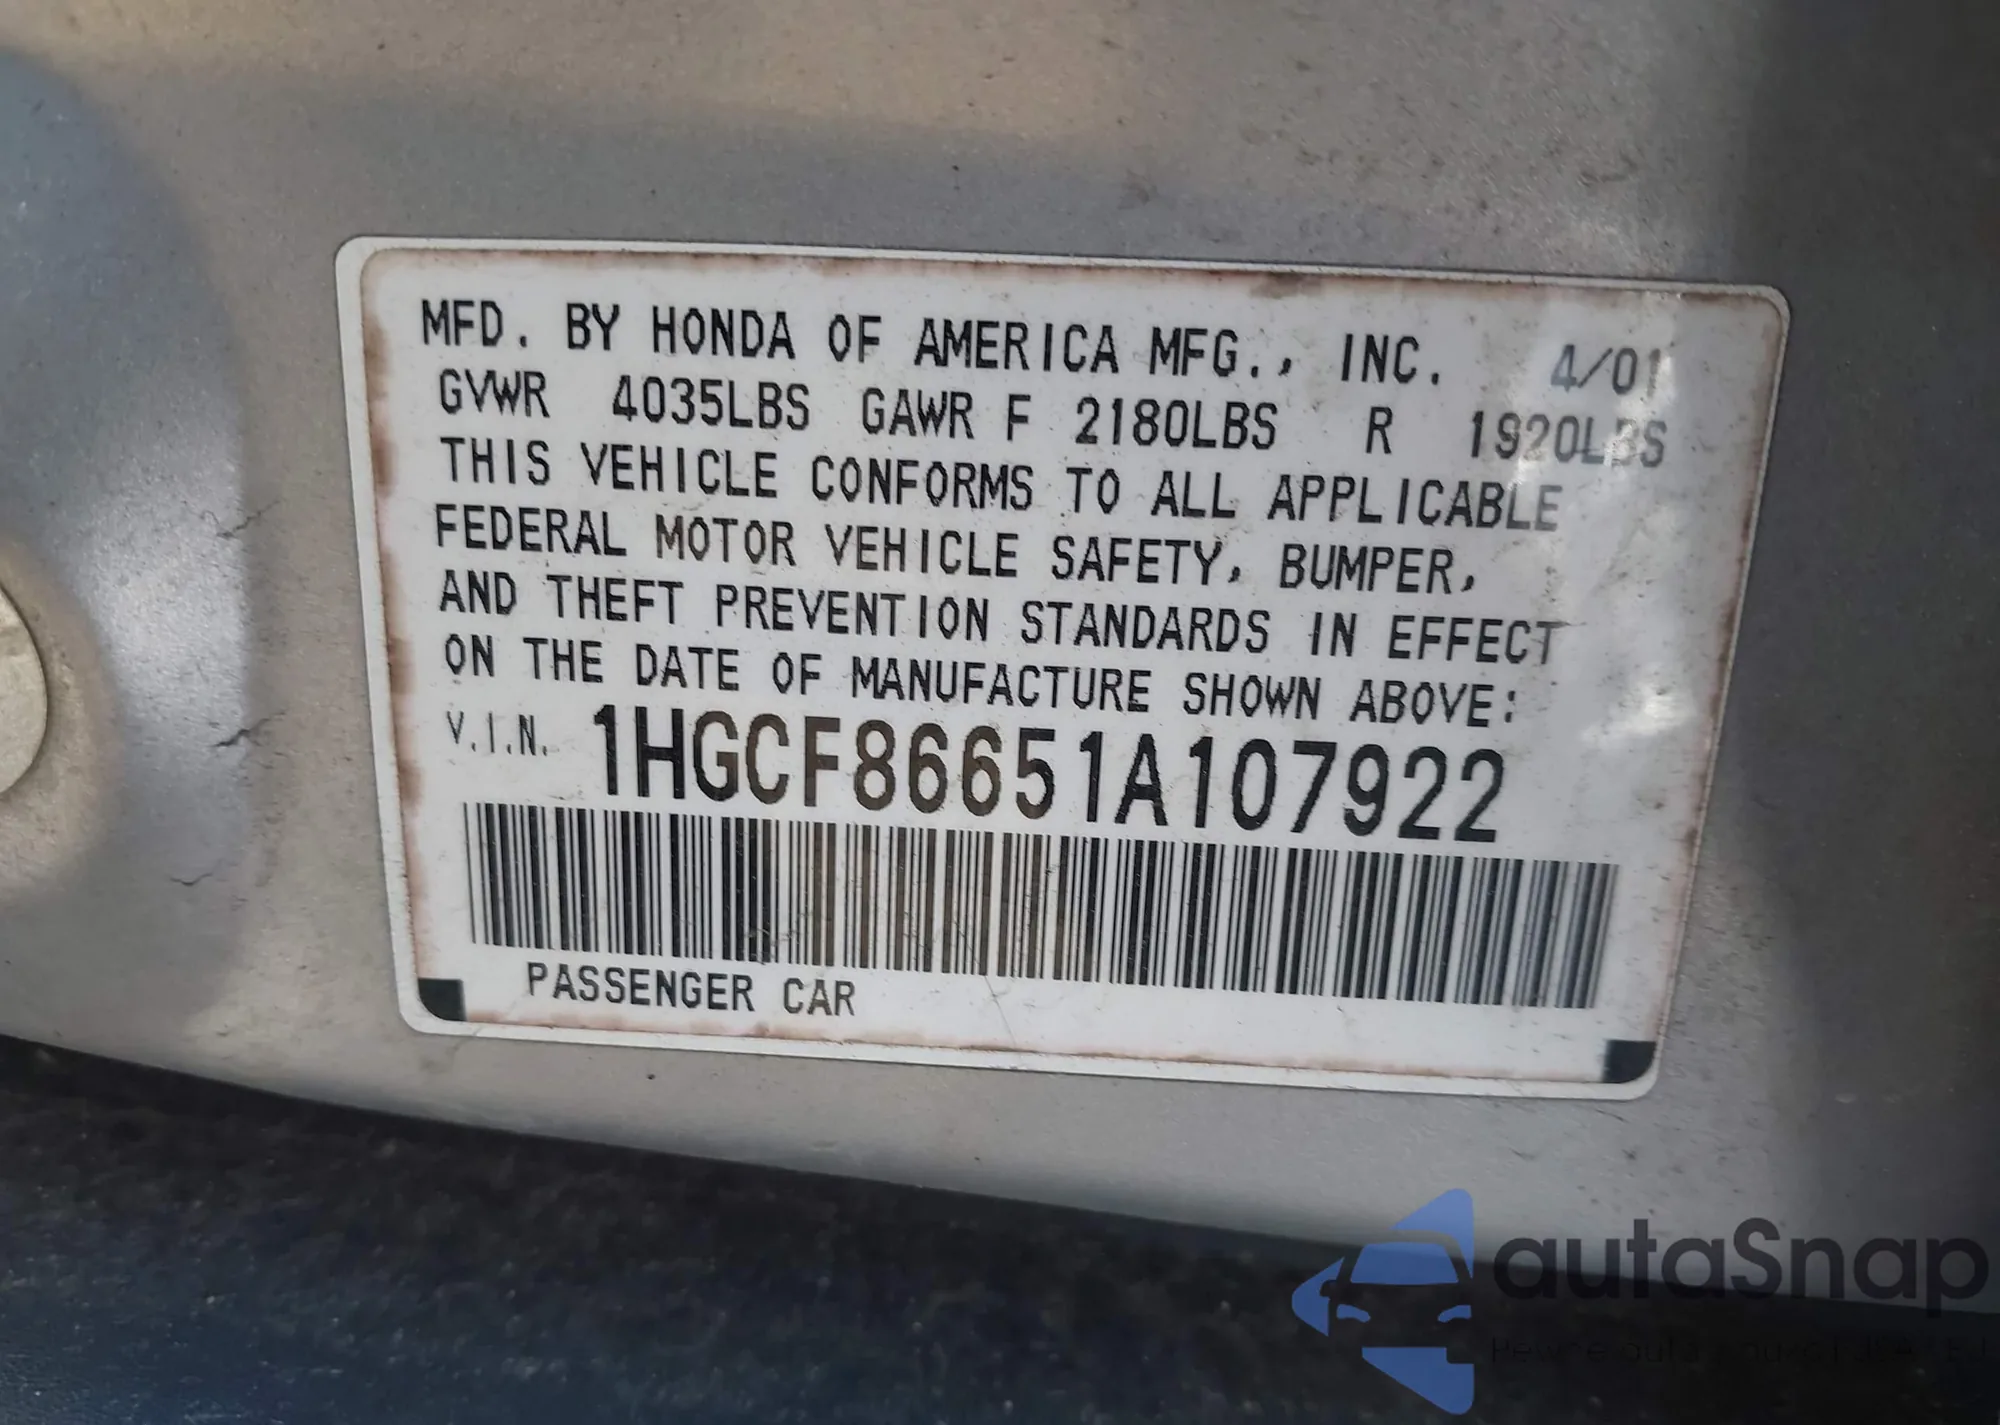 MFD. BY HONDA OF AMERICA MFG., INC. 4/01
GVWR 4035LBS GAWR F 2180LBS R 1920LBS
THIS VEHICLE CONFORMS TO ALL APPLICABLE
FEDERAL MOTOR VEHICLE SAFETY, BUMPER,
AND THEFT PREVENTION STANDARDS IN EFFECT
ON THE DATE OF MANUFACTURE SHOWN ABOVE:
V.I.N. 1HGCF86651A107922
PASSENGER CAR
autaSnap